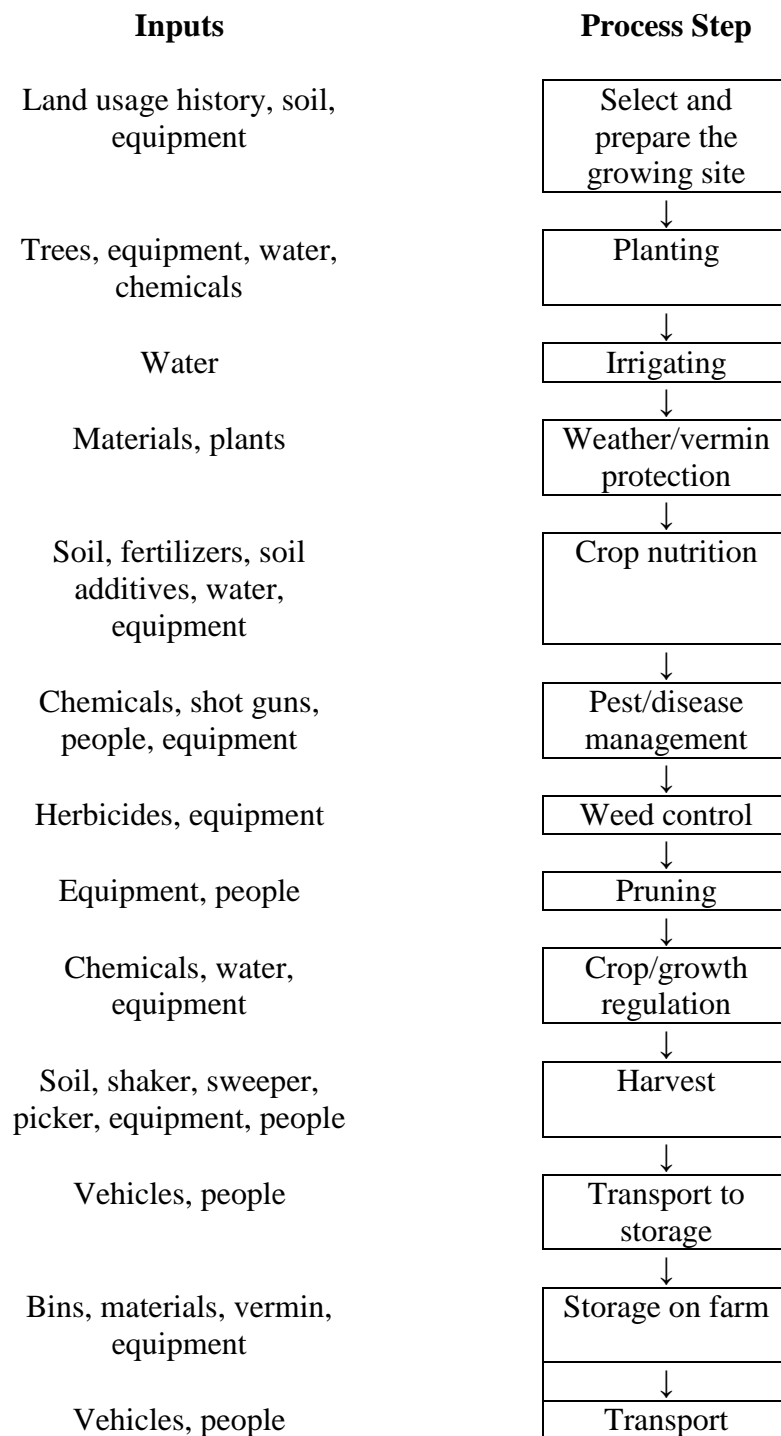 Inputs Process Step
Land usage history, soil, Select and
equipment prepare the
growing site
↓
Trees, equipment, water, Planting
chemicals
↓
Water Irrigating
↓
Materials, plants Weather/vermin
protection
↓
Soil, fertilizers, soil Crop nutrition
additives, water,
equipment
↓
Chemicals, shot guns, Pest/disease
people, equipment management
↓
Herbicides, equipment Weed control
↓
Equipment, people Pruning
↓
Chemicals, water, Crop/growth
equipment regulation
↓
Soil, shaker, sweeper, Harvest
picker, equipment, people
↓
Vehicles, people Transport to
storage
↓
Bins, materials, vermin, Storage on farm
equipment
↓
Vehicles, people Transport